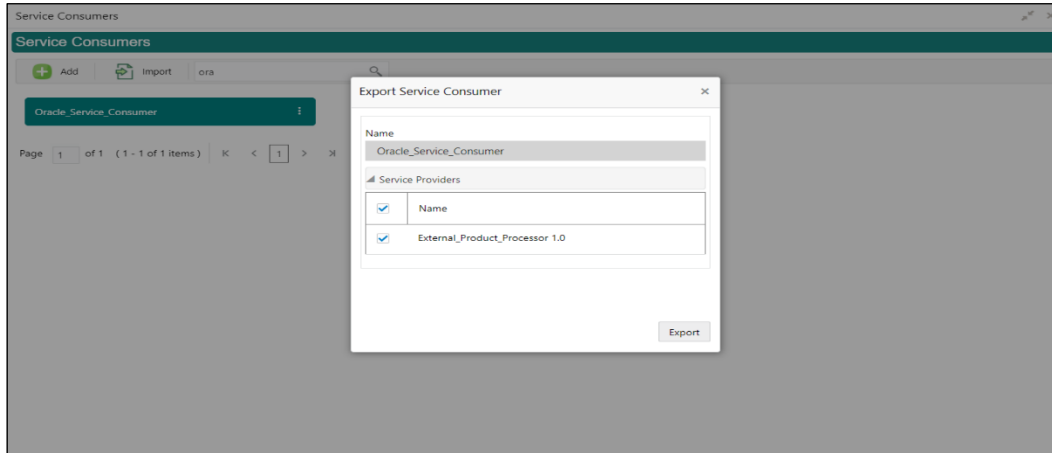 Service Consumers
Service Consumers
Add Import ora
Oracle_Service_Consumer
Page 1 of 1 (1 - 1 of 1 items) 1
Export Service Consumer
Name
Oracle_Service_Consumer
Service Providers
Name
External_Product_Processor 1.0
Export